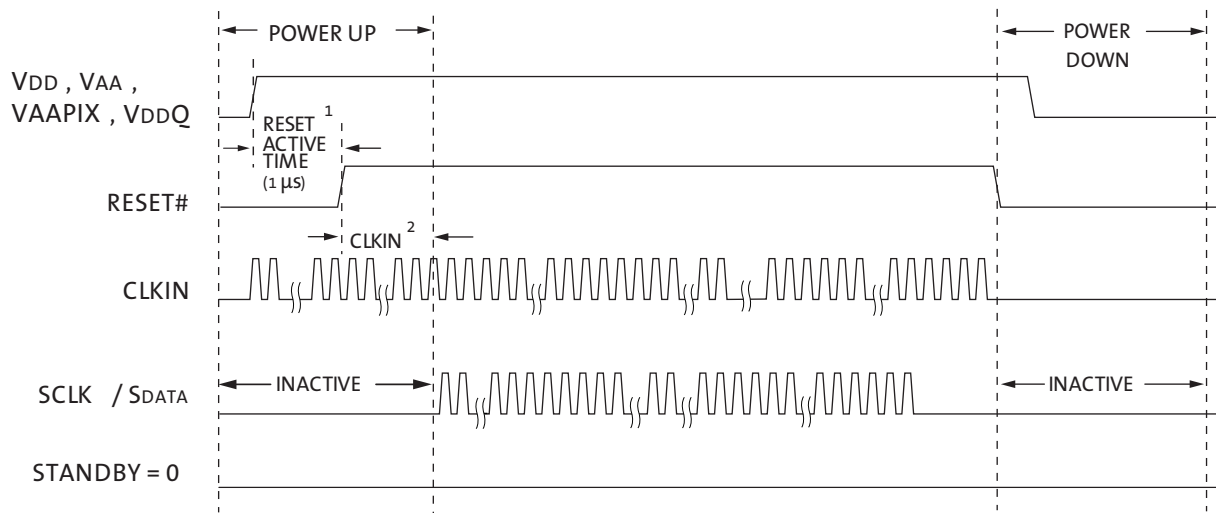 POWER UP
POWER
DOWN
VDD , VAA ,
VAAPIX , VDDQ
RESET 1
ACTIVE
TIME
(1 µs)
RESET#
CLKIN 2
CLKIN
INACTIVE
INACTIVE
SCLK / SDATA
STANDBY = 0